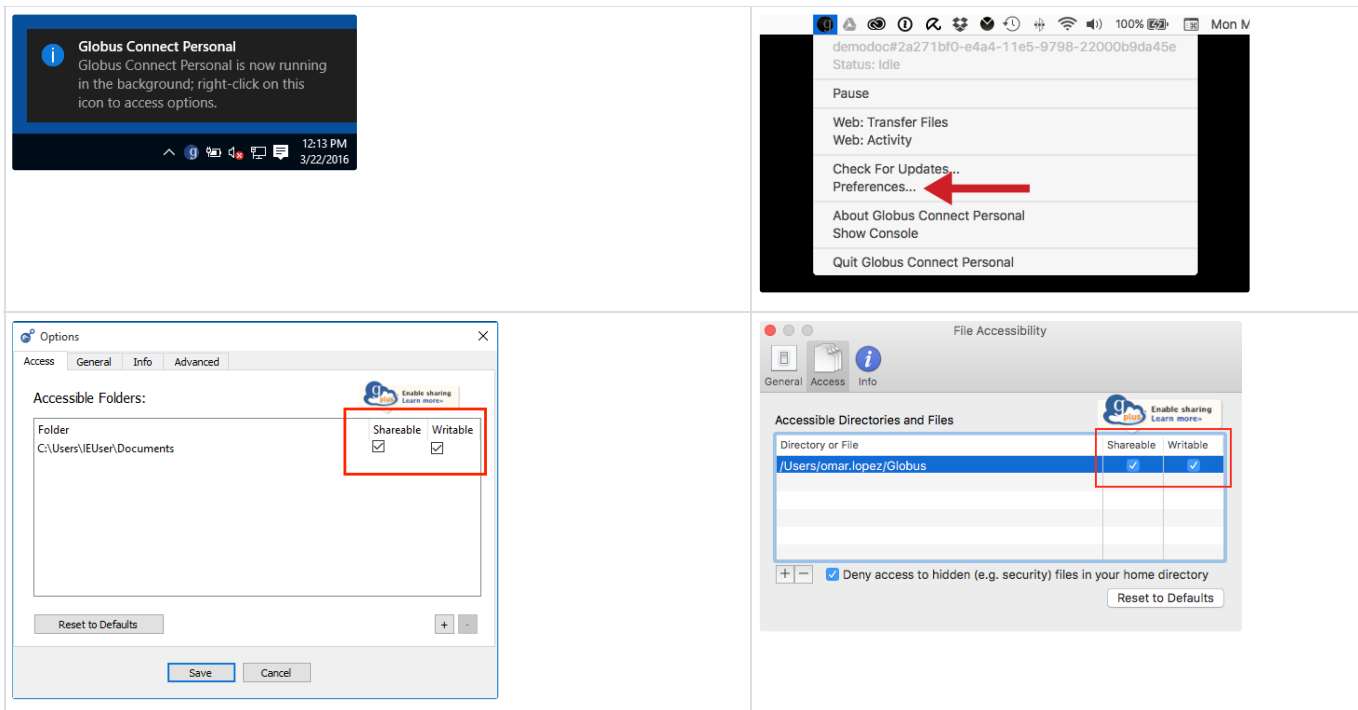 Globus Connect Personal
Globus Connect Personal is now running
in the background; right-click on this
icon to access options.
12:13 PM
3/22/2016
100%
Mon M
demodoc#2a271bf0-e4a4-11e5-9798-22000b9da45e
Status: Idle
Pause
Web: Transfer Files
Web: Activity
Check For Updates...
Preferences...
About Globus Connect Personal
Show Console
Quit Globus Connect Personal
Options
Access General Info Advanced
Accessible Folders:
g plus
Enable sharing
Learn more»
Folder Shareable Writable
C:\Users\IEUser\Documents
Reset to Defaults + -
Save Cancel
File Accessibility
General Access Info
Accessible Directories and Files
g plus
Enable sharing
Learn more»
Directory or File Shareable Writable
/Users/omar.lopez/Globus
+ − Deny access to hidden (e.g. security) files in your home directory
Reset to Defaults